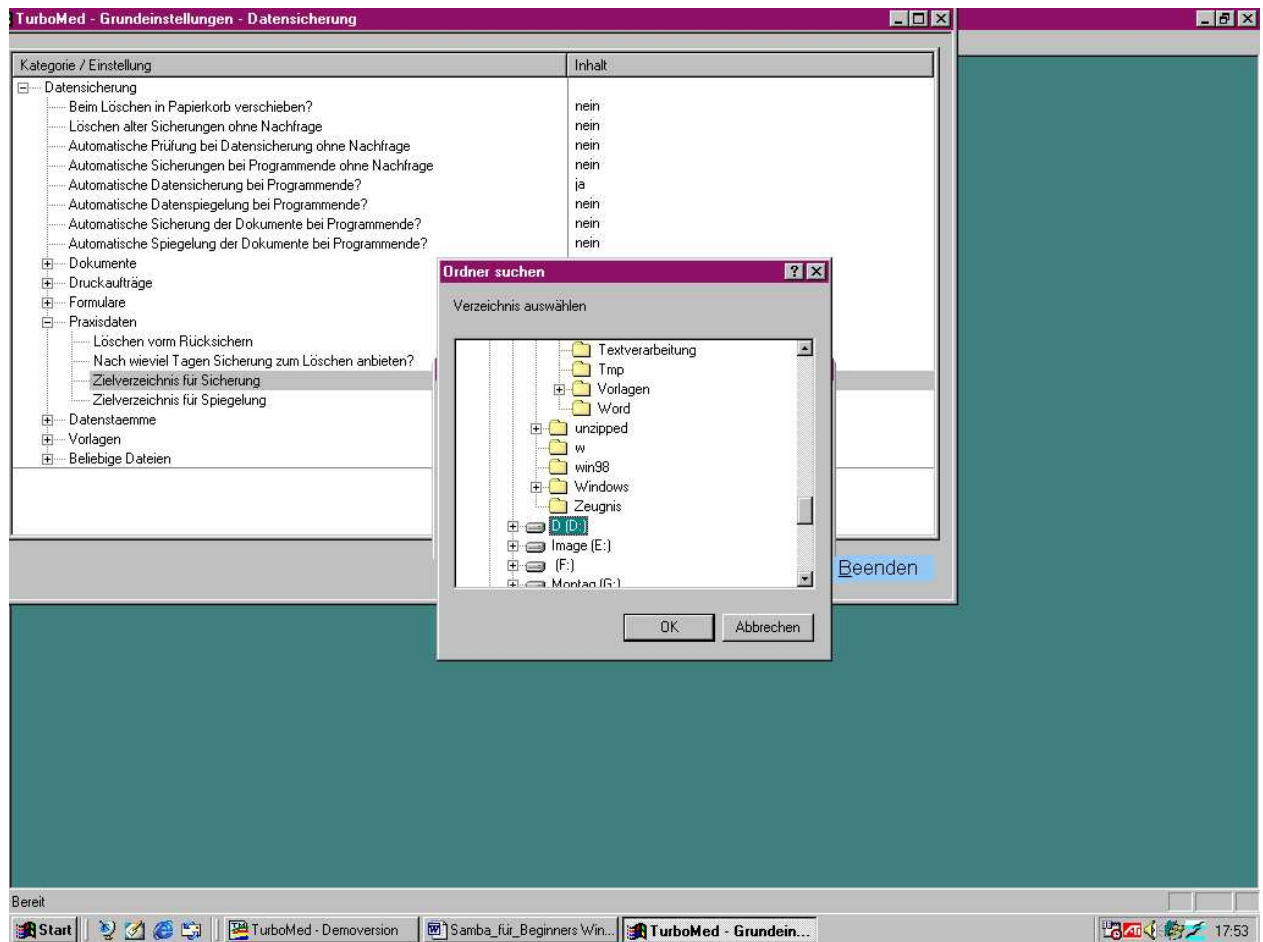 TurboMed - Grundeinstellungen - Datensicherung
Kategorie / Einstellung Inhalt
Datensicherung
Beim Löschen in Papierkorb verschieben? nein
Löschen alter Sicherungen ohne Nachfrage nein
Automatische Prüfung bei Datensicherung ohne Nachfrage nein
Automatische Sicherungen bei Programmende ohne Nachfrage nein
Automatische Datensicherung bei Programmende? ja
Automatische Datenspiegelung bei Programmende? nein
Automatische Sicherung der Dokumente bei Programmende? nein
Automatische Spiegelung der Dokumente bei Programmende? nein
Dokumente
Druckaufträge
Formulare
Praxisdaten
Löschen vorm Rücksichern
Nach wieviel Tagen Sicherung zum Löschen anbieten?
Zielverzeichnis für Sicherung
Zielverzeichnis für Spiegelung
Datenstaemme
Vorlagen
Beliebige Dateien
Beenden
Ordner suchen
Verzeichnis auswählen
Textverarbeitung
Tmp
Vorlagen
Word
unzipped
w
win98
Windows
Zeugnis
D (D:)
Image (E:)
(F:)
Montag (G:)
OK Abbrechen
Bereit
Start TurboMed - Demoversion Samba_für_Beginners Win... TurboMed - Grundein... 17:53